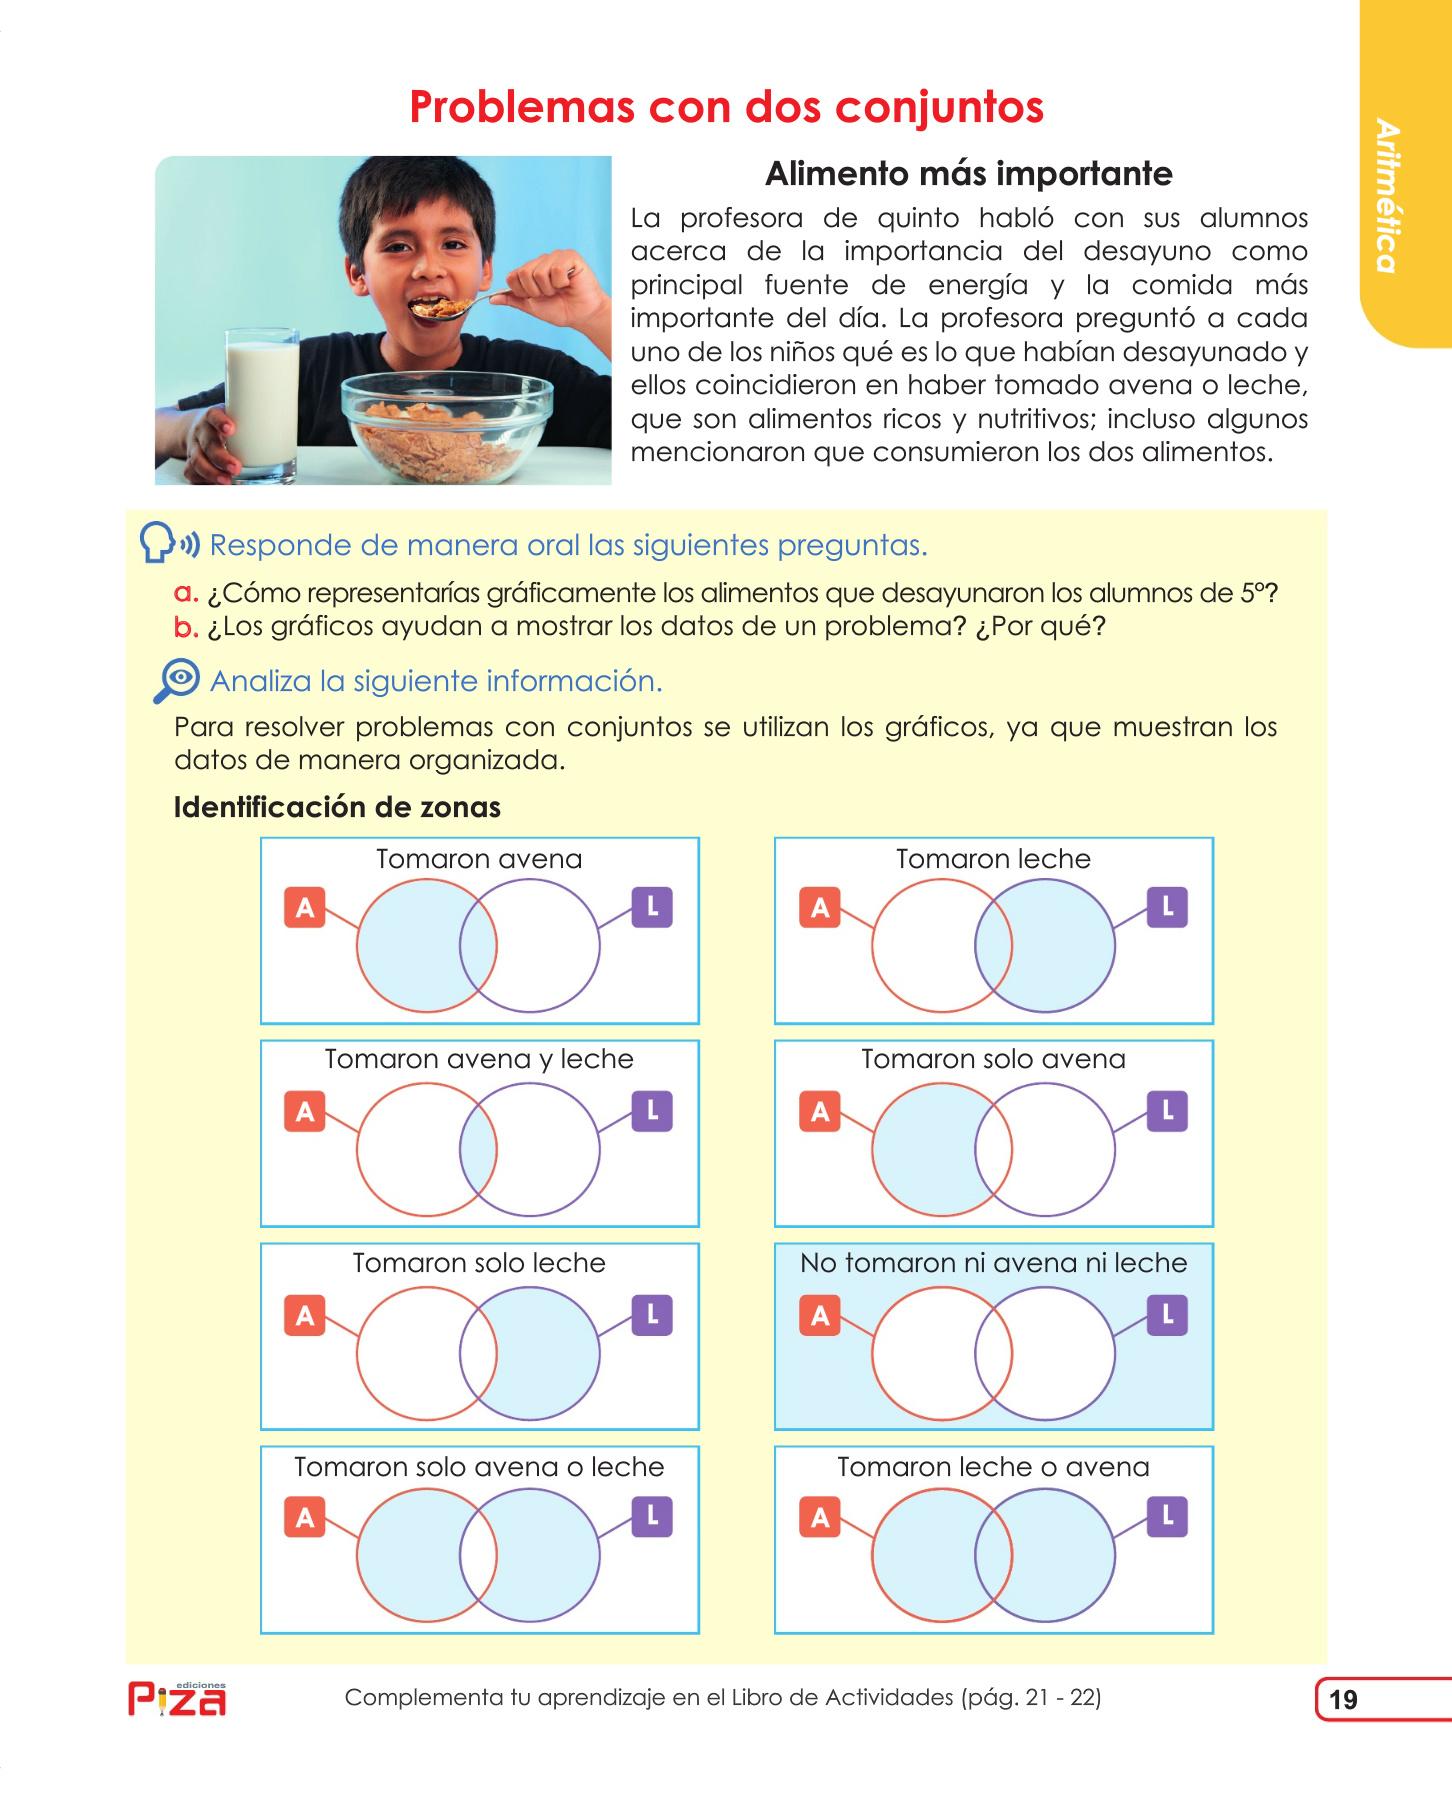 Aritmética
Problemas con dos conjuntos
Alimento más importante
La profesora de quinto habló con sus alumnos
acerca de la importancia del desayuno como
principal fuente de energía y la comida más
importante del día. La profesora preguntó a cada
uno de los niños qué es lo que habían desayunado y
ellos coincidieron en haber tomado avena o leche,
que son alimentos ricos y nutritivos; incluso algunos
mencionaron que consumieron los dos alimentos.
Responde de manera oral las siguientes preguntas.
a. ¿Cómo representarías gráficamente los alimentos que desayunaron los alumnos de 5º?
b. ¿Los gráficos ayudan a mostrar los datos de un problema? ¿Por qué?
Analiza la siguiente información.
Para resolver problemas con conjuntos se utilizan los gráficos, ya que muestran los
datos de manera organizada.
Identificación de zonas
Tomaron avena
A L
Tomaron leche
A L
Tomaron avena y leche
A L
Tomaron solo avena
A L
Tomaron solo leche
A L
No tomaron ni avena ni leche
A L
Tomaron solo avena o leche
A L
Tomaron leche o avena
A L
ediciones
Piza
Complementa tu aprendizaje en el Libro de Actividades (pág. 21 - 22)
19